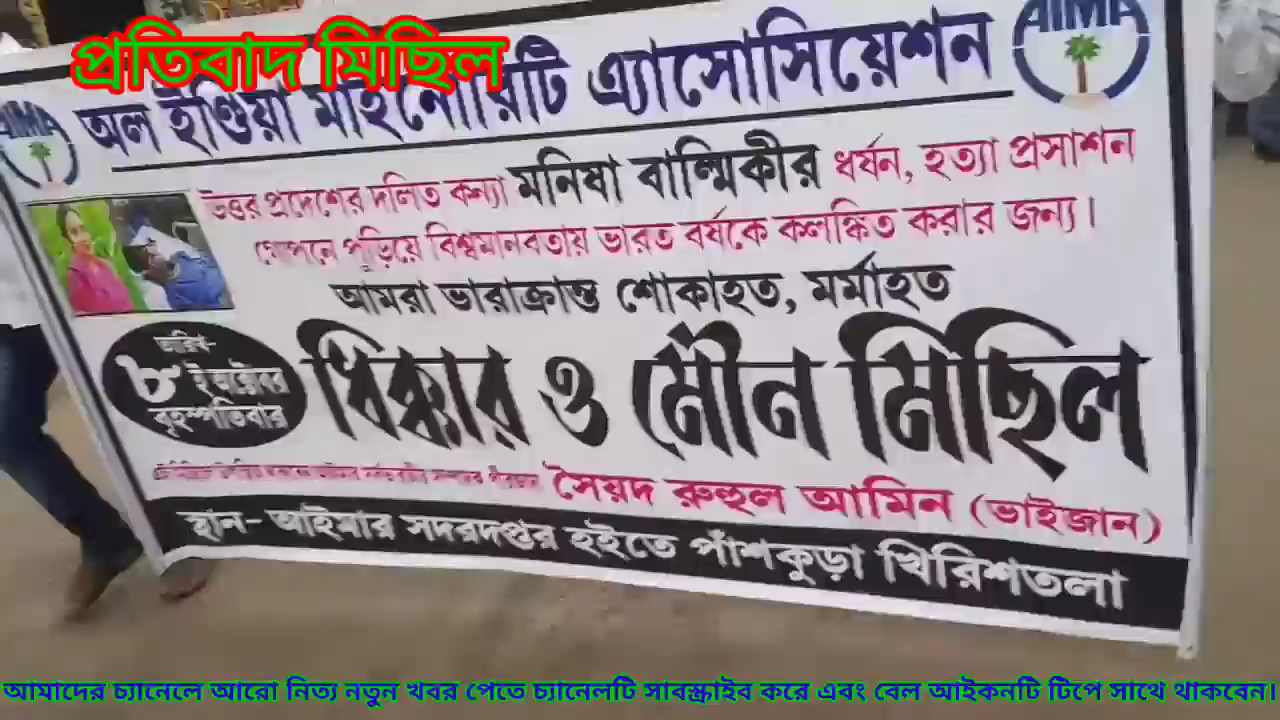 প্রতিবাদ মিছিল
AIMA
অল ইণ্ডিয়া মাইনোরিটি এ্যাসোসিয়েশন
AIMA
উত্তর প্রদেশের দলিত কন্যা মনিষা বাল্মিকীর ধর্ষন, হত্যা প্রসাশন
গোপনে পুড়িয়ে বিশ্বমানবতায় ভারত বর্ষকে কলঙ্কিত করার জন্য।
আমরা ভারাক্রান্ত শোকাহত, মর্মাহত
তারিখ-
৮ ই অক্টোবর
বৃহস্পতিবার
ধিক্কার ও মৌন মিছিল
সৈয়দ রুহুল আমিন (ভাইজান)
স্থান- আইমার সদরদপ্তর হইতে পাঁশকুড়া খিরিশতলা
আমাদের চ্যানেলে আরো নিত্য নতুন খবর পেতে চ্যানেলটি সাবস্ক্রাইব করে এবং বেল আইকনটি টিপে সাথে থাকবেন।